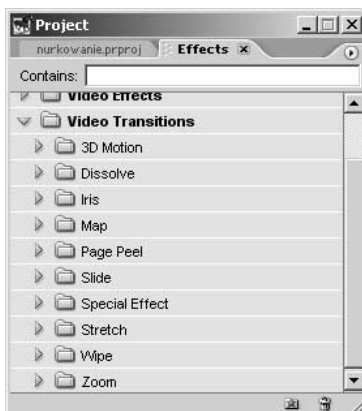 Project
nurkowanie.prproj Effects
Contains:
Video Effects
Video Transitions
3D Motion
Dissolve
Iris
Map
Page Peel
Slide
Special Effect
Stretch
Wipe
Zoom